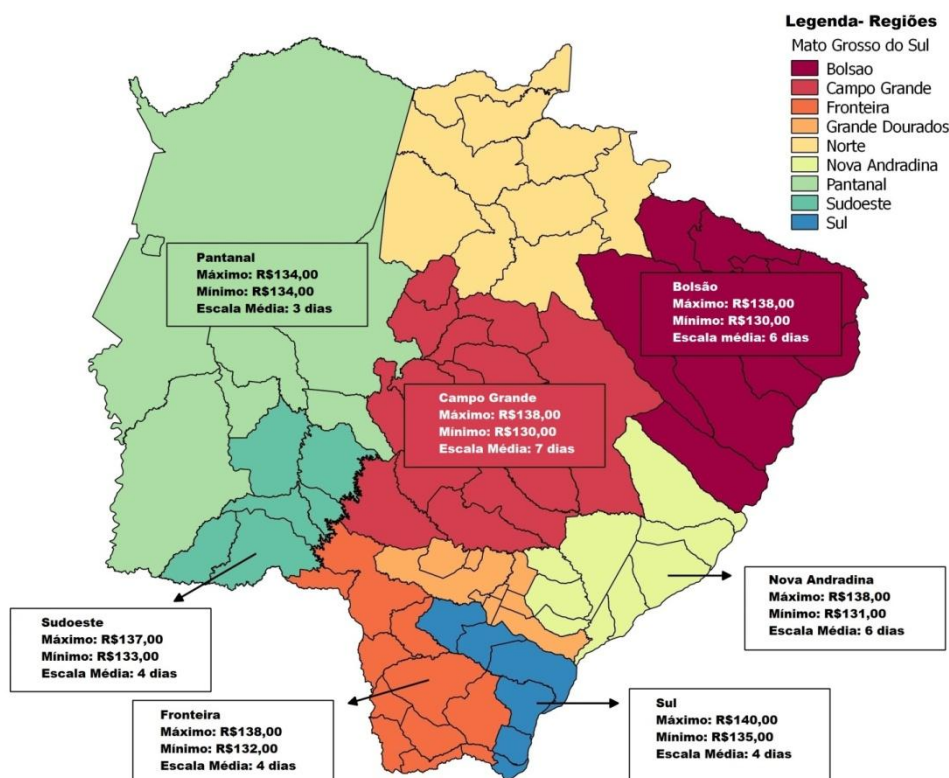 Legenda- Regiões
Mato Grosso do Sul
Bolsao
Campo Grande
Fronteira
Grande Dourados
Norte
Nova Andradina
Pantanal
Sudoeste
Sul
Pantanal
Máximo: R$134,00
Mínimo: R$134,00
Escala Média: 3 dias
Bolsão
Máximo: R$138,00
Mínimo: R$130,00
Escala média: 6 dias
Campo Grande
Máximo: R$138,00
Mínimo: R$130,00
Escala Média: 7 dias
Nova Andradina
Máximo: R$138,00
Mínimo: R$131,00
Escala Média: 6 dias
Sudoeste
Máximo: R$137,00
Mínimo: R$133,00
Escala Média: 4 dias
Fronteira
Máximo: R$138,00
Mínimo: R$132,00
Escala Média: 4 dias
Sul
Máximo: R$140,00
Mínimo: R$135,00
Escala Média: 4 dias